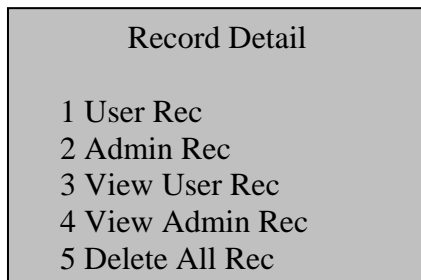 Record Detail
1 User Rec
2 Admin Rec
3 View User Rec
4 View Admin Rec
5 Delete All Rec